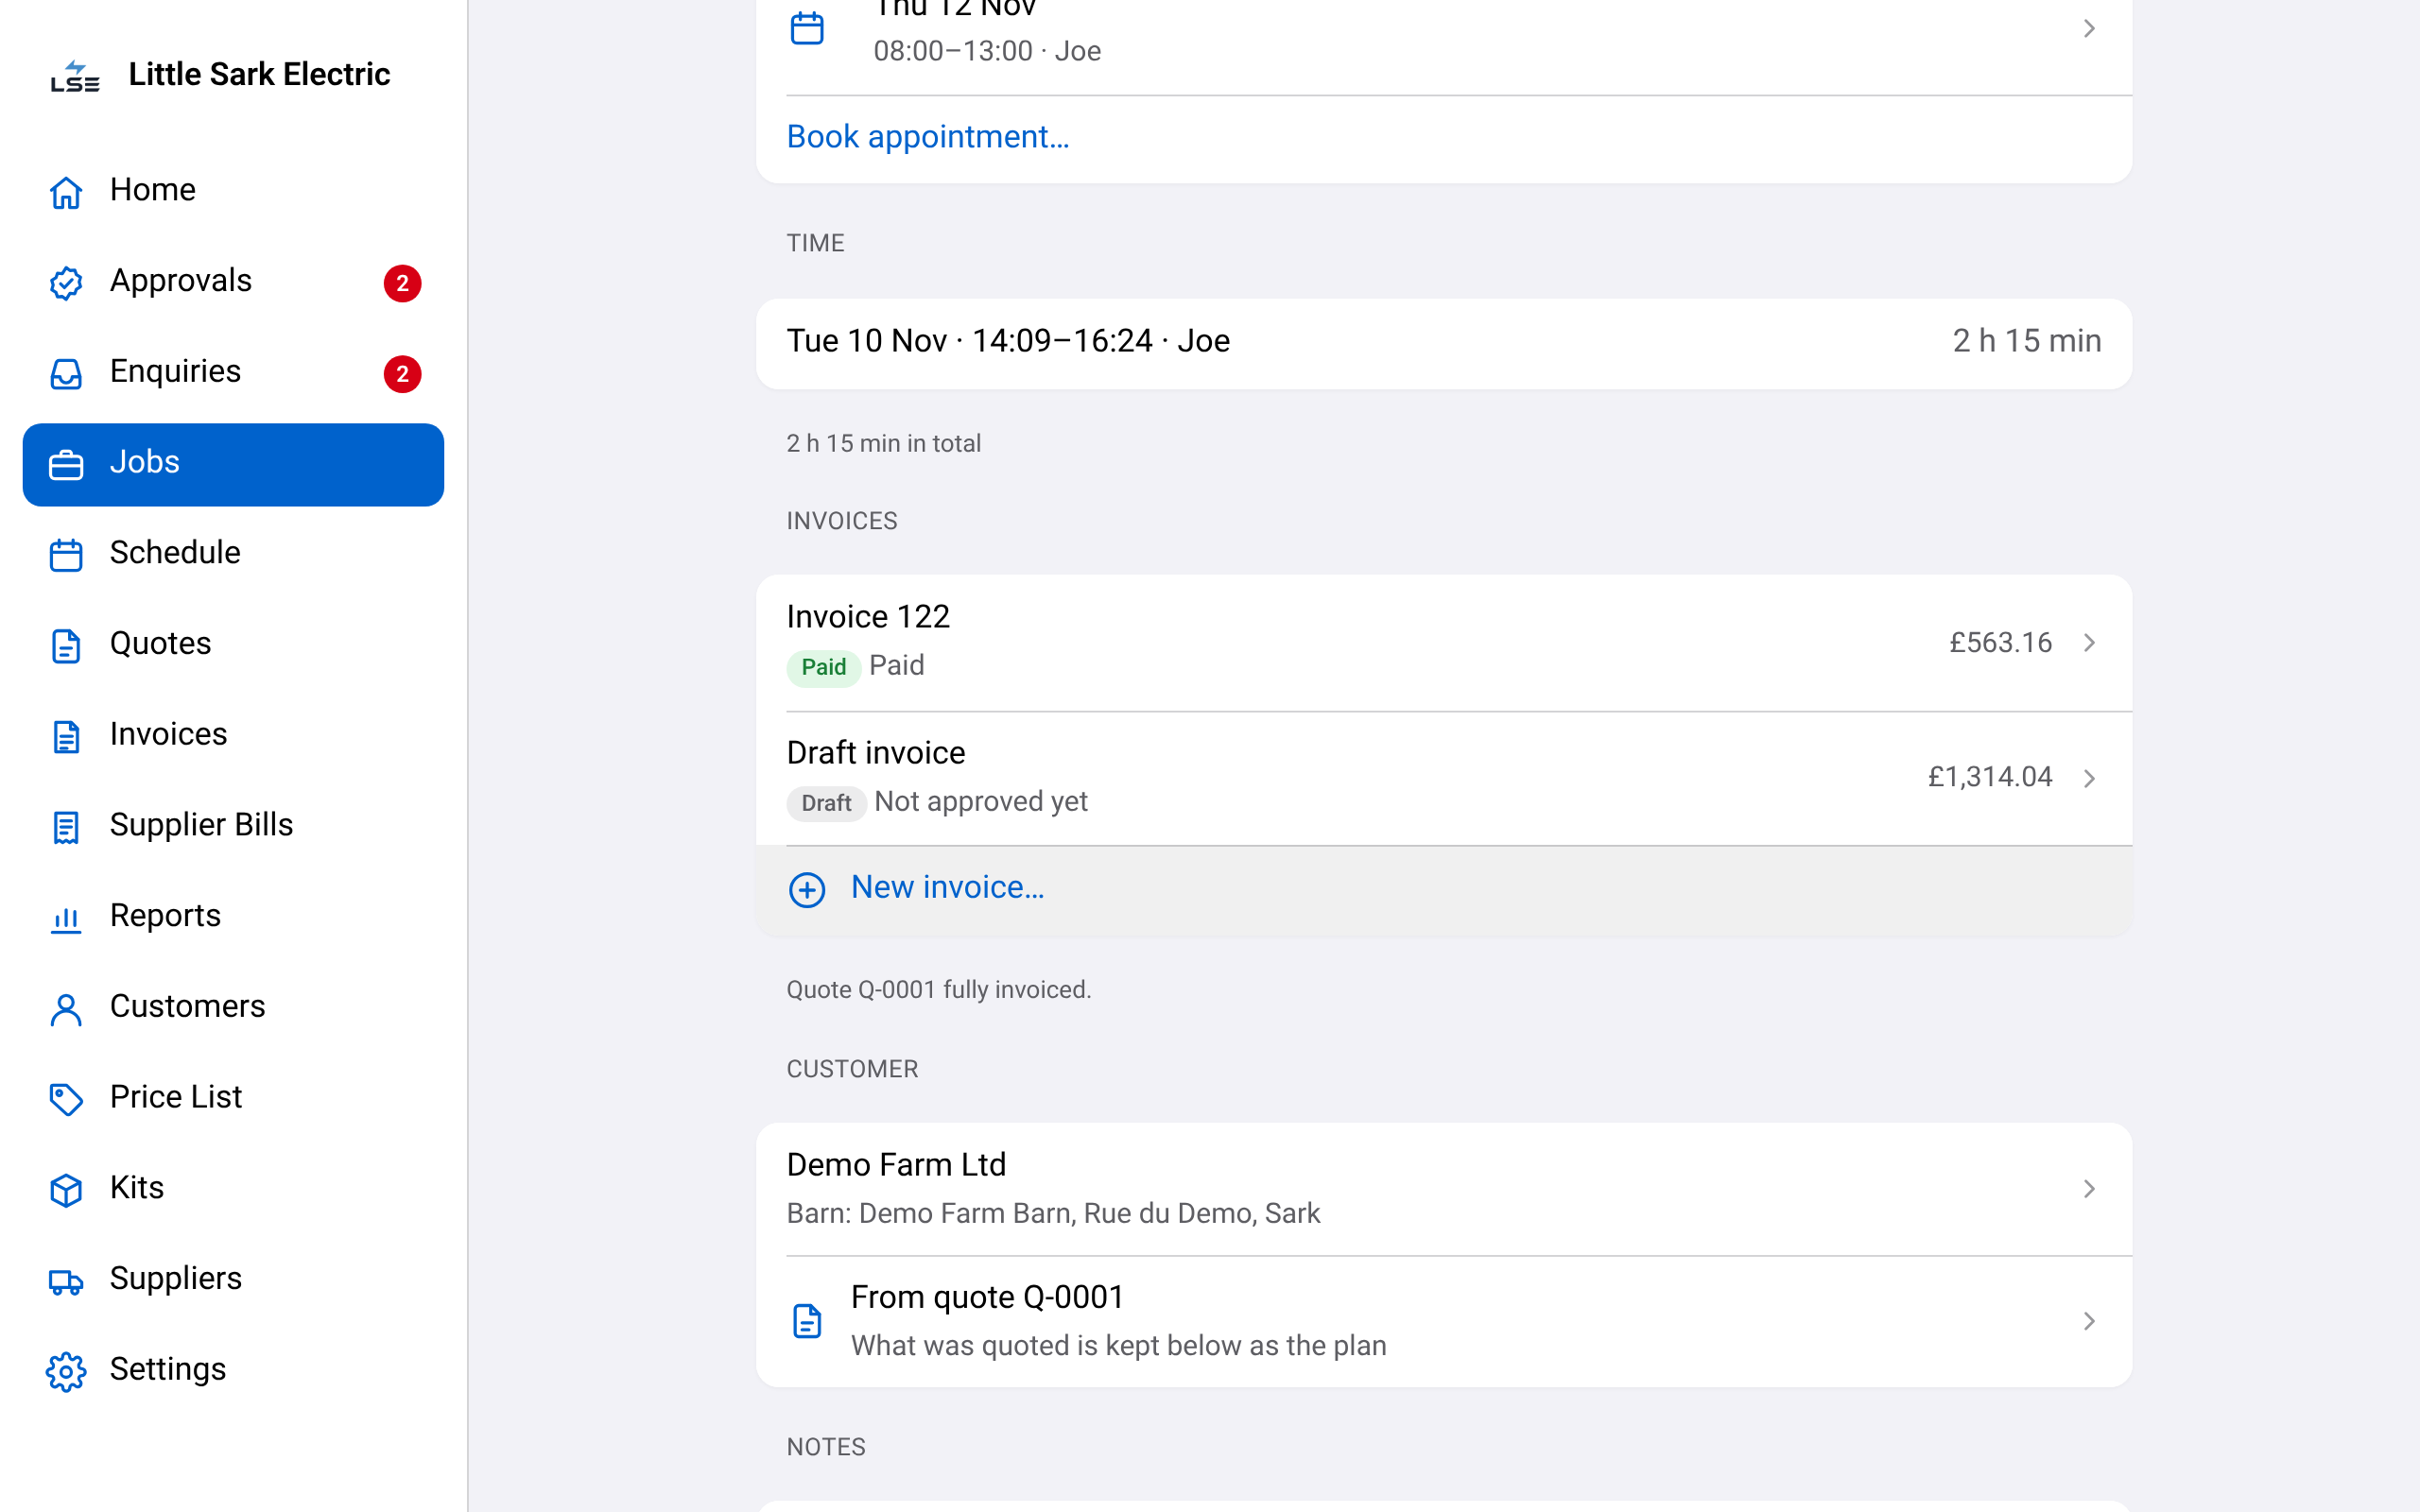 LSE
Little Sark Electric
Home
Approvals 2
Enquiries 2
Jobs
Schedule
Quotes
Invoices
Supplier Bills
Reports
Customers
Price List
Kits
Suppliers
Settings
Thu 12 Nov
08:00–13:00 · Joe
Book appointment…
TIME
Tue 10 Nov · 14:09–16:24 · Joe 2 h 15 min
2 h 15 min in total
INVOICES
Invoice 122
Paid Paid £563.16
Draft invoice
Draft Not approved yet £1,314.04
New invoice…
Quote Q-0001 fully invoiced.
CUSTOMER
Demo Farm Ltd
Barn: Demo Farm Barn, Rue du Demo, Sark
From quote Q-0001
What was quoted is kept below as the plan
NOTES